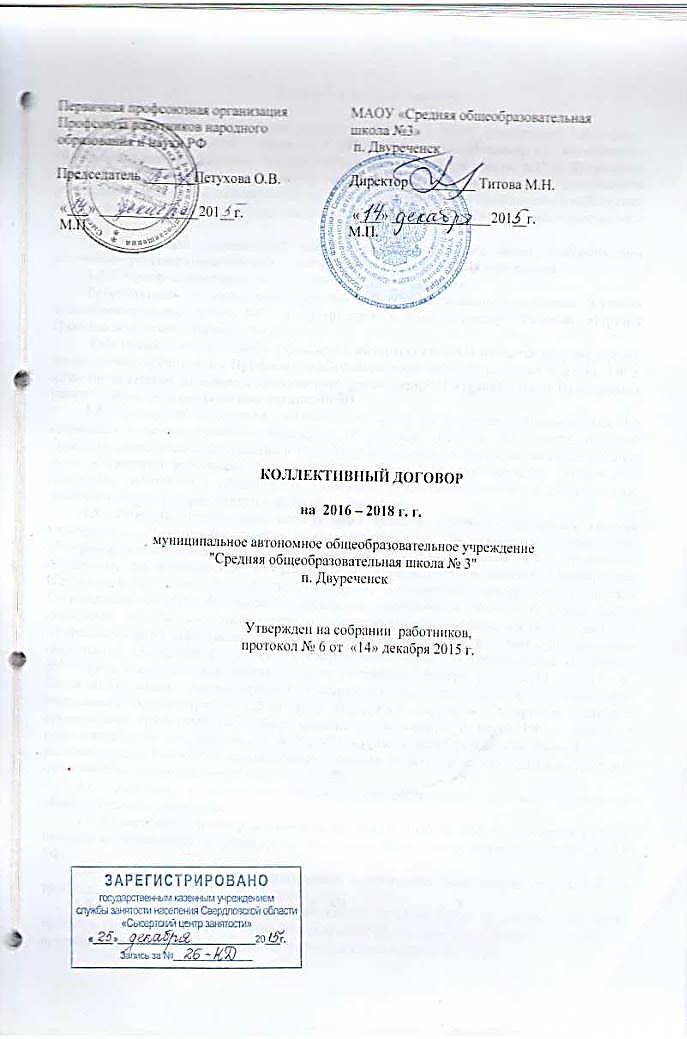 Первичная профсоюзная организация
Профсоюза работников народного
образования и науки РФ
Председатель Петухова О.В.
«14» декабря 2015 г.
М.П.
МАОУ «Средняя общеобразовательная
школа №3»
п. Двуреченск
Директор Титова М.Н.
«14» декабря 2015 г.
М.П.
КОЛЛЕКТИВНЫЙ ДОГОВОР
на 2016 – 2018 г. г.
муниципальное автономное общеобразовательное учреждение
"Средняя общеобразовательная школа № 3"
п. Двуреченск
Утвержден на собрании работников,
протокол № 6 от «14» декабря 2015 г.
ЗАРЕГИСТРИРОВАНО
государственным казенным учреждением
службы занятости населения Свердловской области
«Сысертский центр занятости»
«25» декабря 2015г.
Запись за № 26-КД